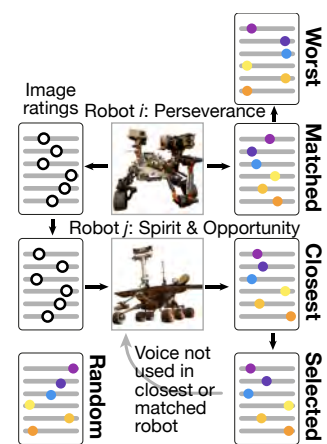 Worst
Image
ratings
Robot i: Perseverance
Matched
Robot j: Spirit & Opportunity
Closest
Random
Voice not
used in
closest or
matched
robot
Selected